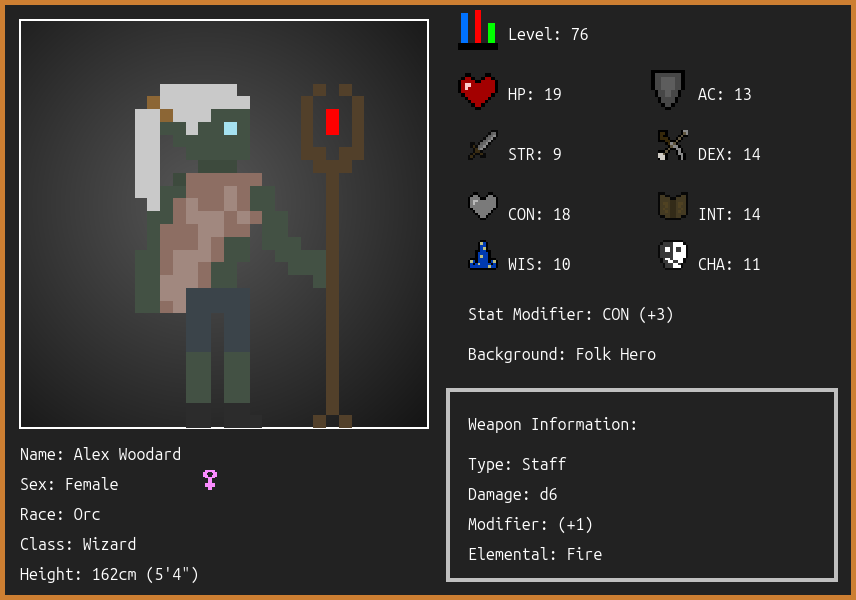 Level: 76
HP: 19
AC: 13
STR: 9
DEX: 14
CON: 18
INT: 14
WIS: 10
CHA: 11
Stat Modifier: CON (+3)
Background: Folk Hero
Weapon Information:
Type: Staff
Damage: d6
Modifier: (+1)
Elemental: Fire
Name: Alex Woodard
Sex: Female
Race: Orc
Class: Wizard
Height: 162cm (5'4")